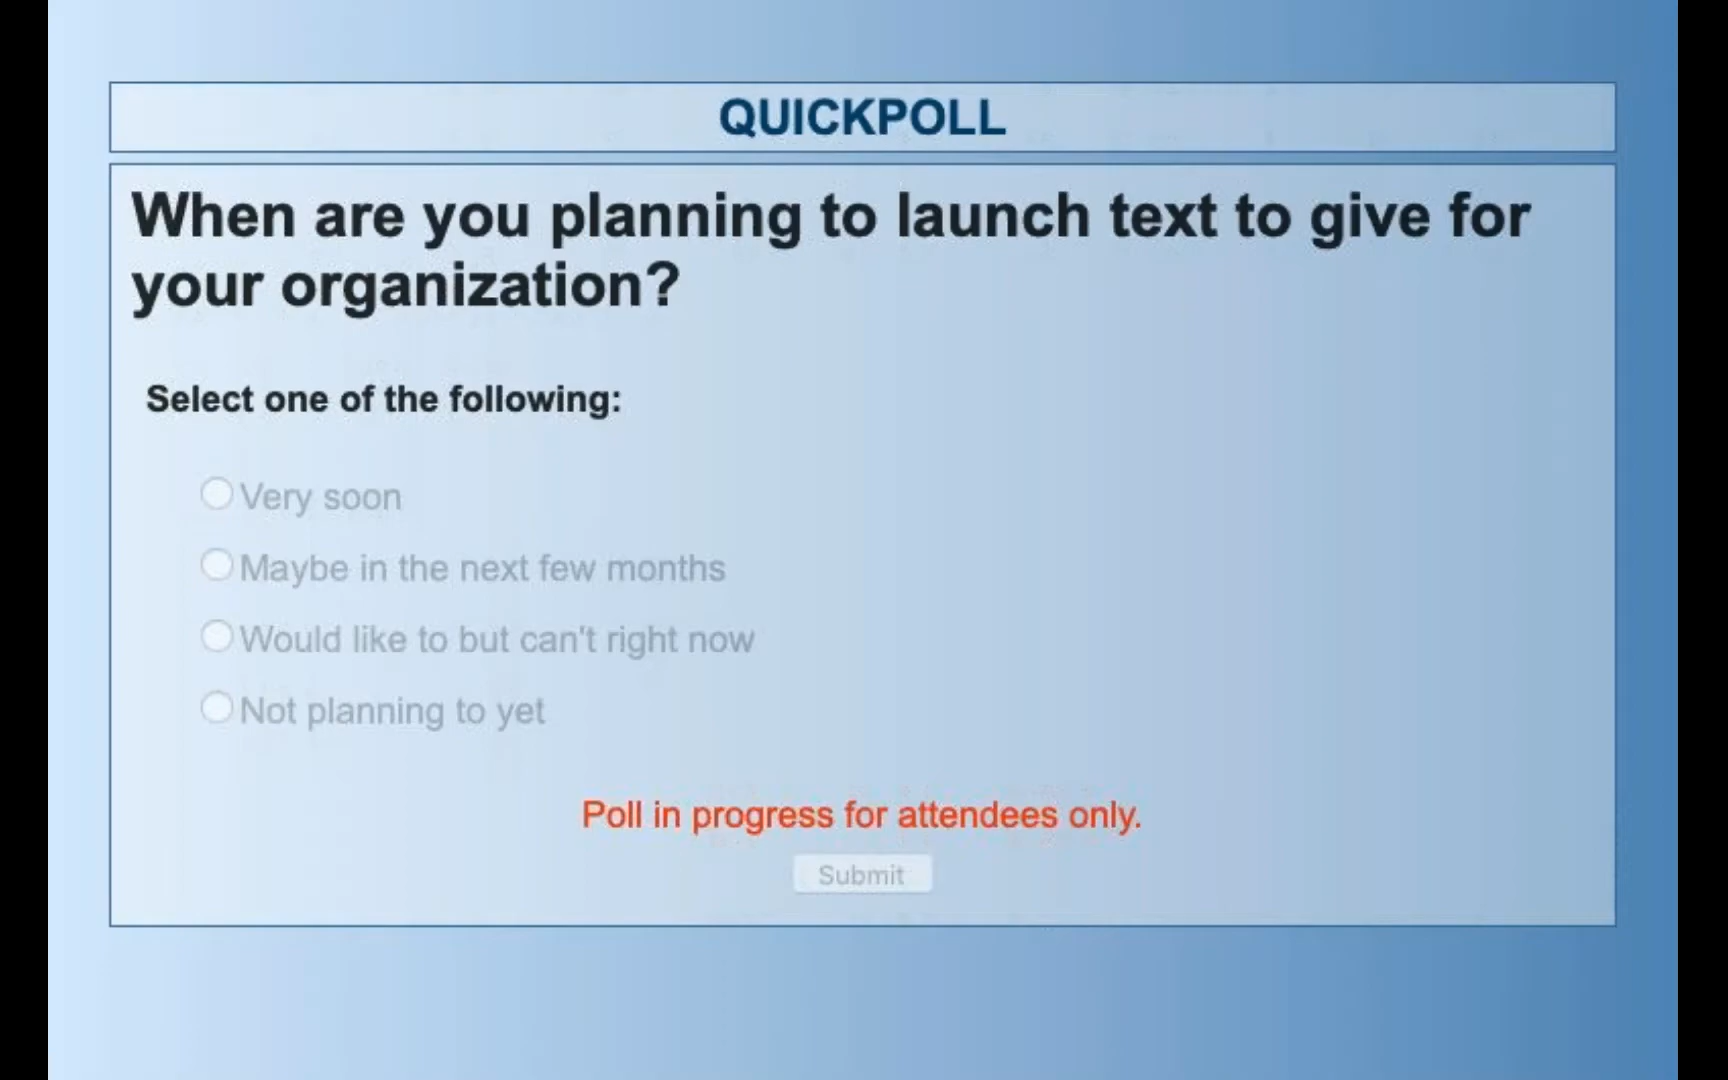 QUICKPOLL
When are you planning to launch text to give for
your organization?
Select one of the following:
Very soon
Maybe in the next few months
Would like to but can't right now
Not planning to yet
Poll in progress for attendees only.
Submit